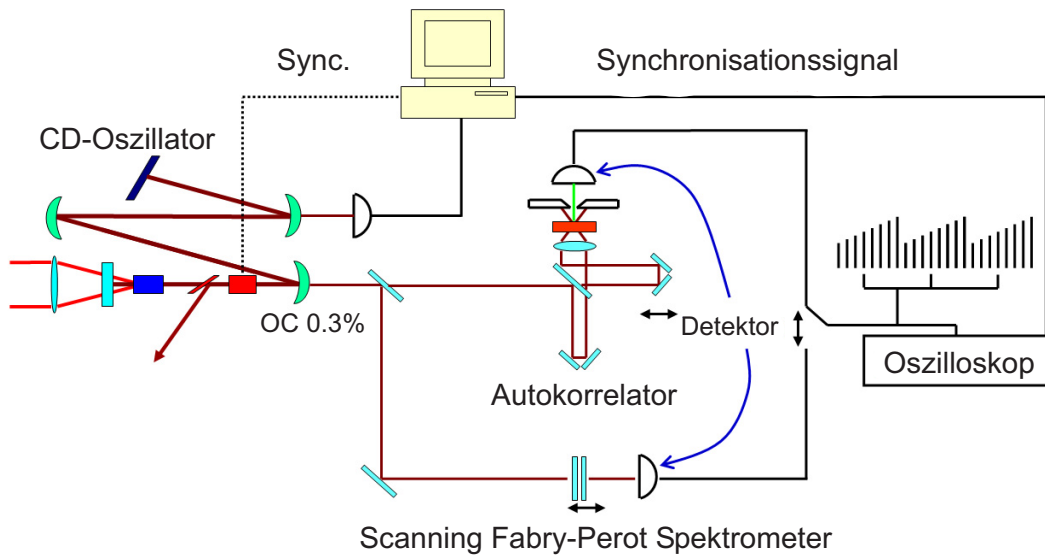 Sync.
Synchronisationssignal
CD-Oszillator
OC 0.3%
Detektor
Oszilloskop
Autokorrelator
Scanning Fabry-Perot Spektrometer